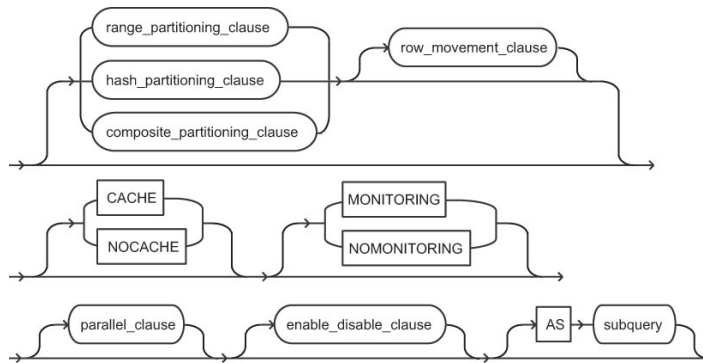 range_partitioning_clause
row_movement_clause
hash_partitioning_clause
composite_partitioning_clause
CACHE
MONITORING
NOCACHE
NOMONITORING
parallel_clause
enable_disable_clause
AS
subquery